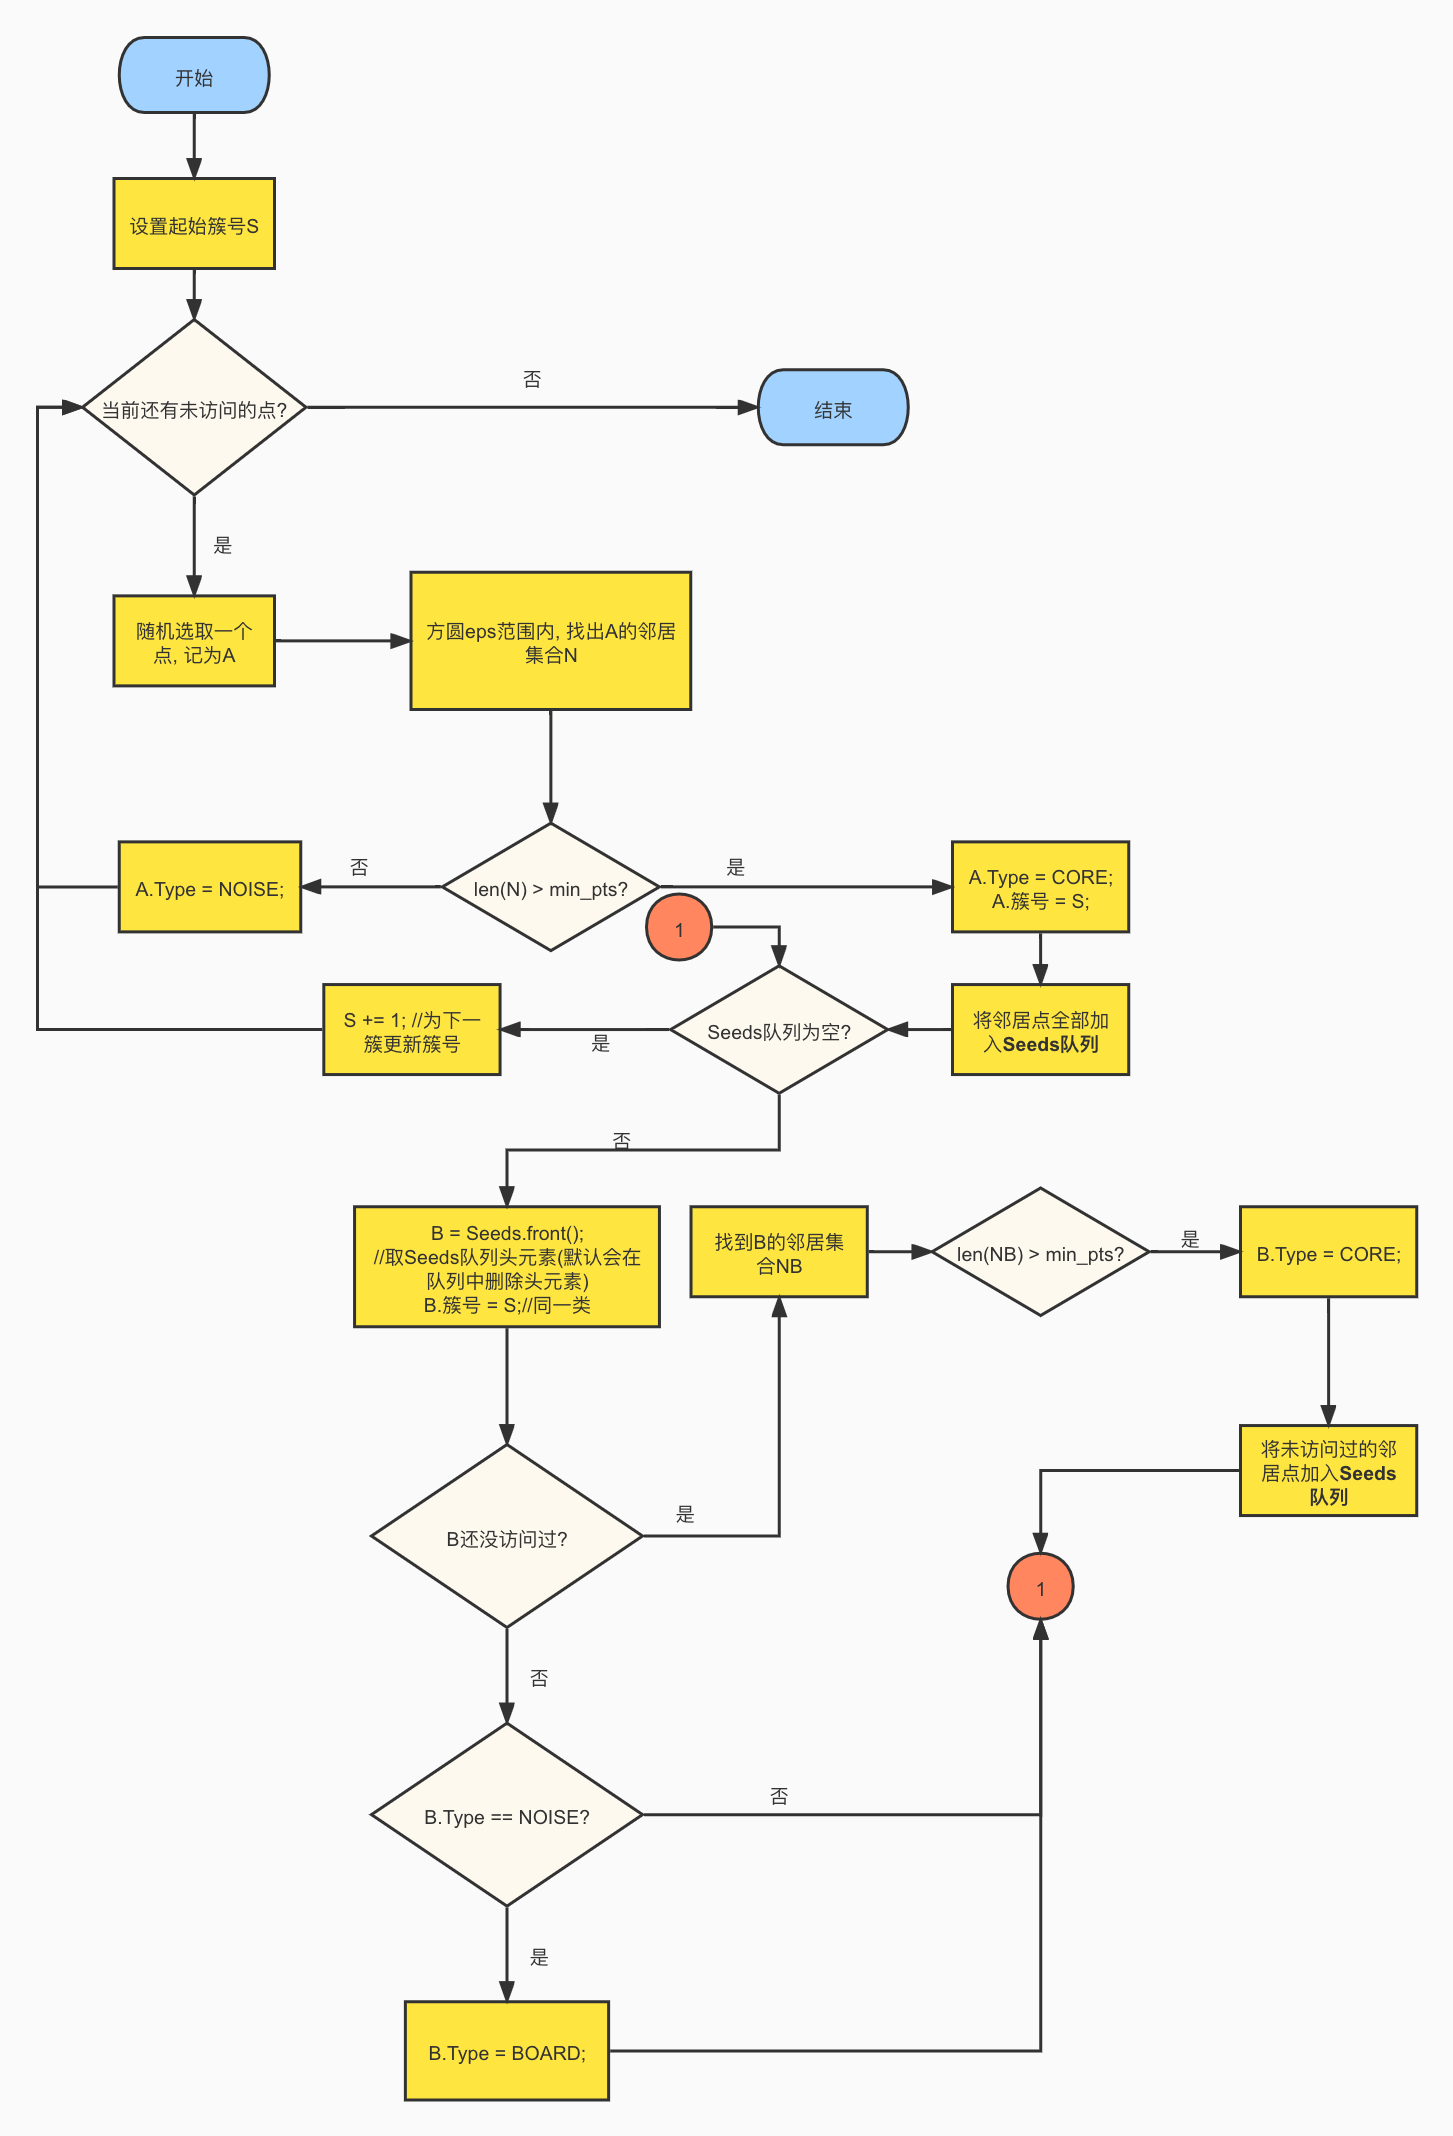 开始
设置起始簇号S
当前还有未访问的点?
否
结束
是
随机选取一个
点, 记为A
方圆eps范围内, 找出A的邻居
集合N
A.Type = NOISE;
否
len(N) > min_pts?
是
A.Type = CORE;
A.簇号 = S;
1
S += 1; //为下一
簇更新簇号
是
Seeds队列为空?
将邻居点全部加
入Seeds队列
否
B = Seeds.front();
//取Seeds队列头元素(默认会在
队列中删除头元素)
B.簇号 = S;//同一类
找到B的邻居集
合NB
len(NB) > min_pts?
是
B.Type = CORE;
将未访问过的邻
居点加入Seeds
队列
B还没访问过?
是
1
否
B.Type == NOISE?
否
是
B.Type = BOARD;